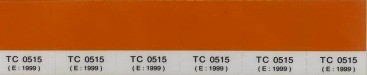 TC 0515 TC 0515 TC 0515 TC 0515 TC 0515 TC 0515
(E : 1999) (E : 1999) (E : 1999) (E : 1999) (E : 1999) (E : 1999)